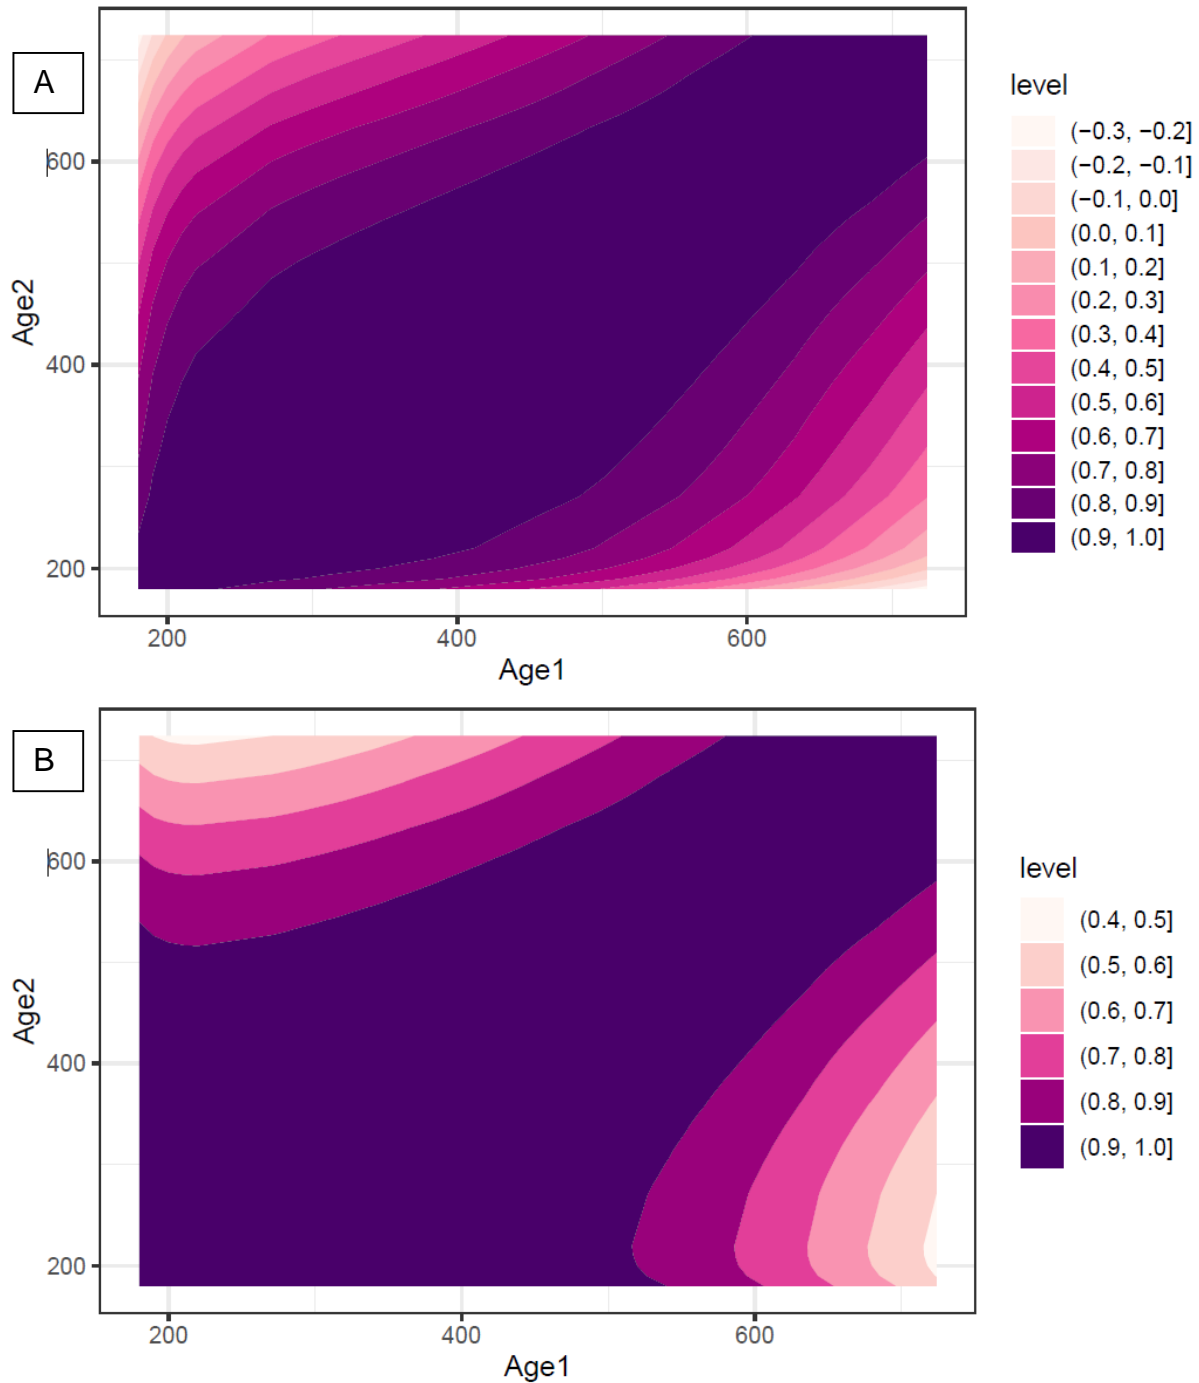 A
level
(−0.3, −0.2]
(−0.2, −0.1]
(−0.1, 0.0]
(0.0, 0.1]
(0.1, 0.2]
(0.2, 0.3]
(0.3, 0.4]
(0.4, 0.5]
(0.5, 0.6]
(0.6, 0.7]
(0.7, 0.8]
(0.8, 0.9]
(0.9, 1.0]
600
400
200
Age2
200 400 600
Age1
B
level
(0.4, 0.5]
(0.5, 0.6]
(0.6, 0.7]
(0.7, 0.8]
(0.8, 0.9]
(0.9, 1.0]
600
400
200
Age2
200 400 600
Age1